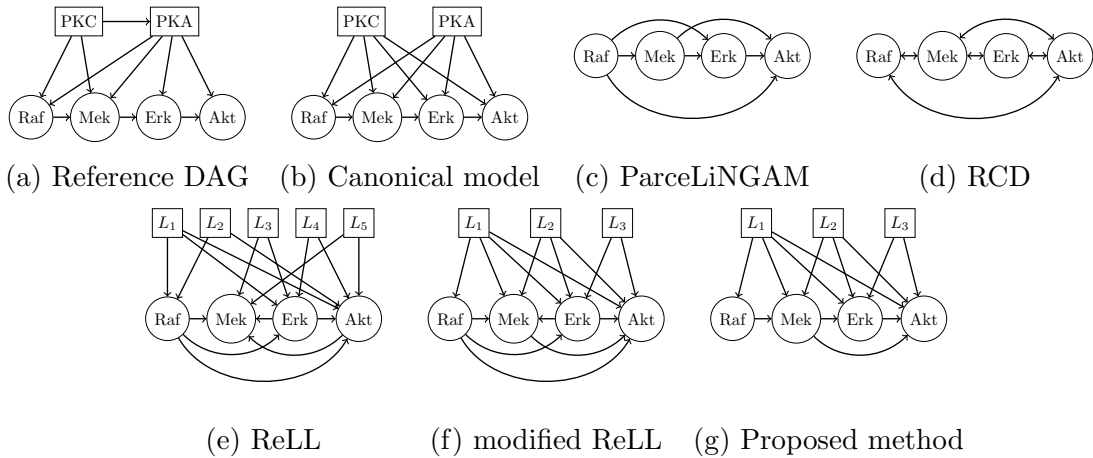 PKC PKA
Raf Mek Erk Akt
(a) Reference DAG
PKC PKA
Raf Mek Erk Akt
(b) Canonical model
Raf Mek Erk Akt
(c) ParceLiNGAM
Raf Mek Erk Akt
(d) RCD
L1 L2 L3 L4 L5
Raf Mek Erk Akt
(e) ReLL
L1 L2 L3
Raf Mek Erk Akt
(f) modified ReLL
L1 L2 L3
Raf Mek Erk Akt
(g) Proposed method